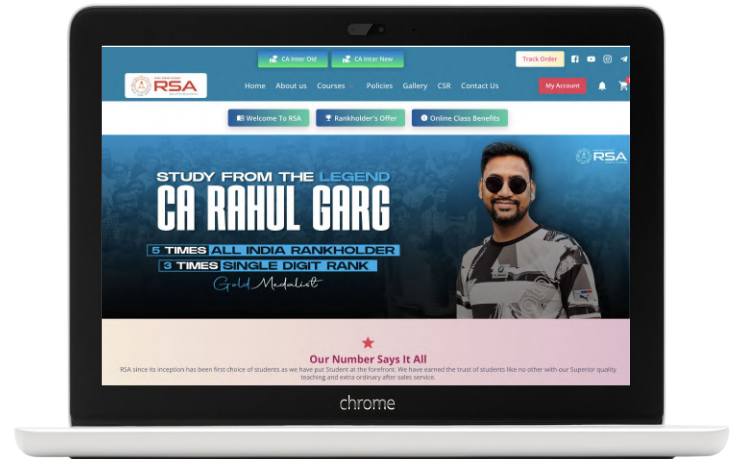 CA Inter Old CA Inter New Track Order
RSA
Home About us Courses Policies Gallery CSR Contact Us My Account
Welcome To RSA Rankholder's Offer Online Class Benefits
RSA
STUDY FROM THE LEGEND
CA RAHUL GARG
5 TIMES ALL INDIA RANKHOLDER
3 TIMES SINGLE DIGIT RANK
Gold Medalist
Our Number Says It All
RSA since its inception has been first choice of students as we have put Student at the forefront. We have earned the trust of students like no other with our Superior quality
teaching and extra ordinary after sales service.
chrome